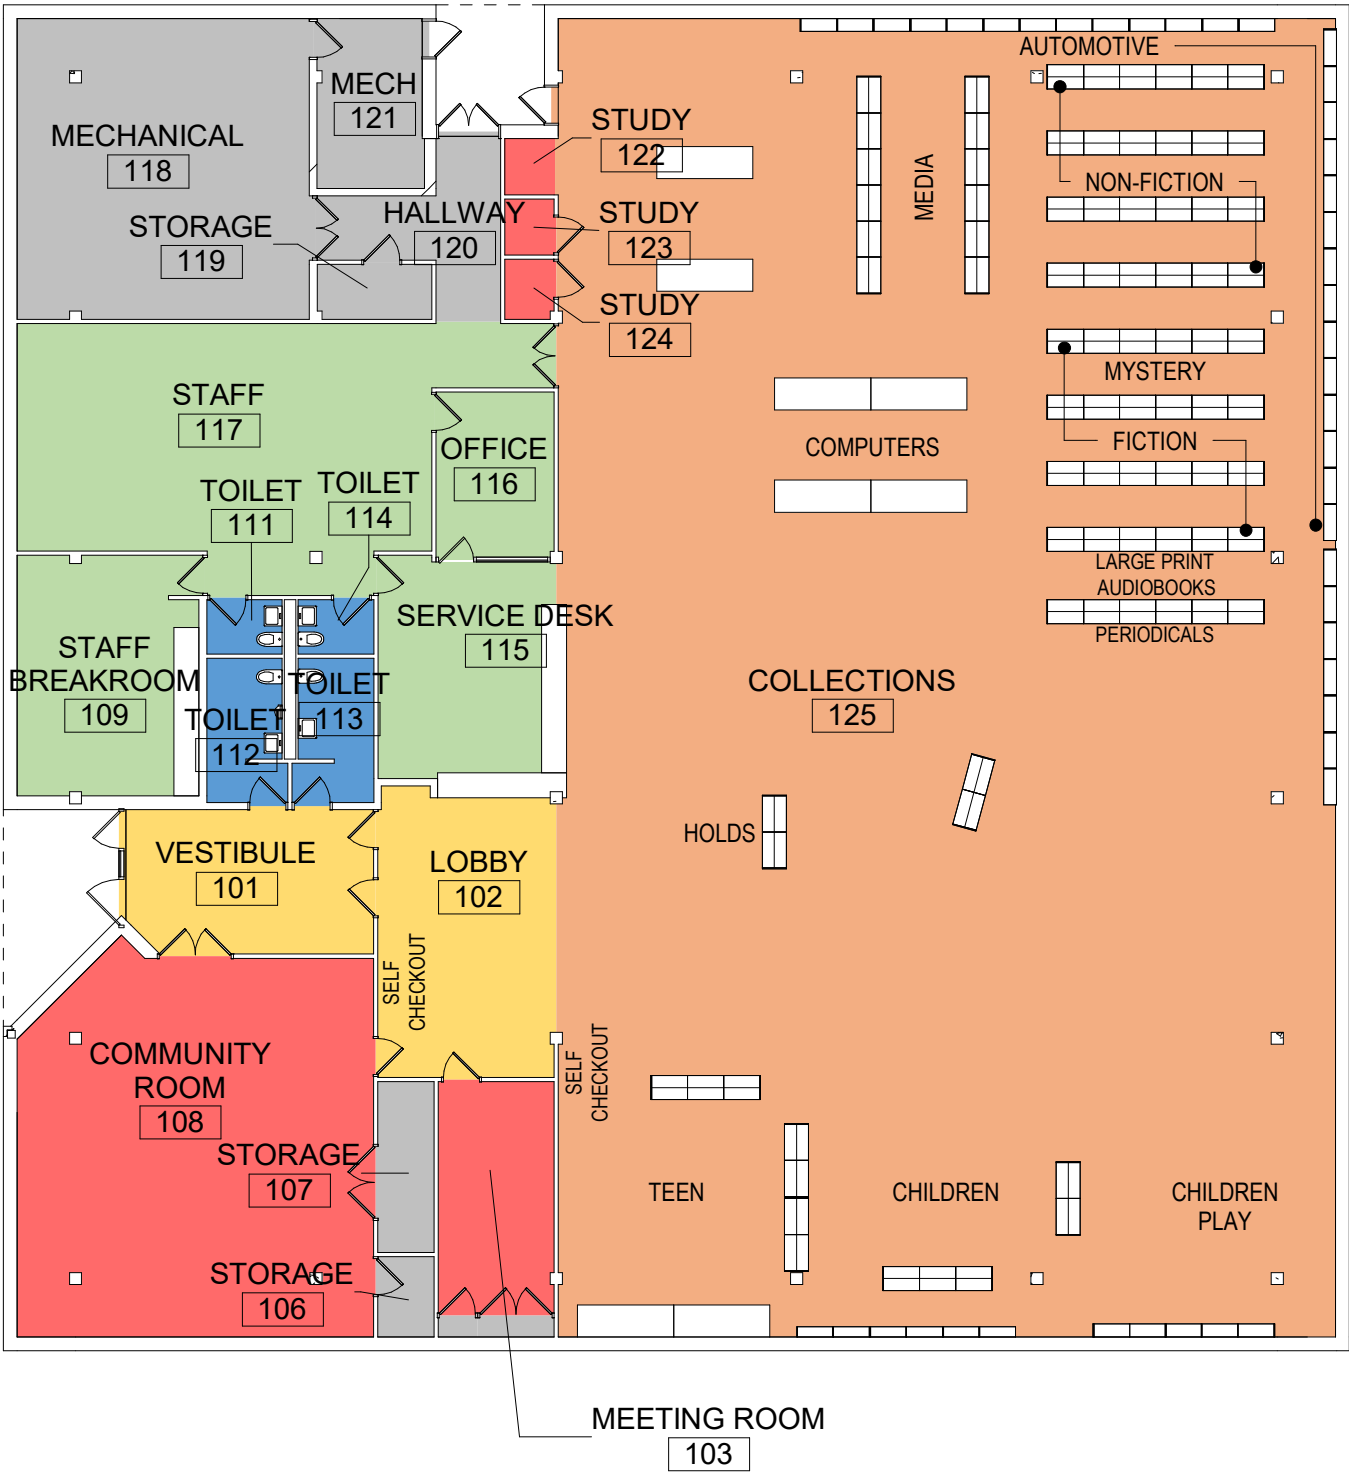 AUTOMOTIVE
MECH
121
MECHANICAL
118
STUDY
122
MEDIA
NON-FICTION
STORAGE
119
HALLWAY
120
STUDY
123
STUDY
124
MYSTERY
STAFF
117
OFFICE
116
COMPUTERS
FICTION
TOILET
111
TOILET
114
LARGE PRINT
AUDIOBOOKS
PERIODICALS
SERVICE DESK
115
STAFF
BREAKROOM
109
TOILET
112
TOILET
113
COLLECTIONS
125
HOLDS
VESTIBULE
101
LOBBY
102
SELF
CHECKOUT
SELF
CHECKOUT
COMMUNITY
ROOM
108
STORAGE
107
TEEN
CHILDREN
CHILDREN
PLAY
STORAGE
106
MEETING ROOM
103